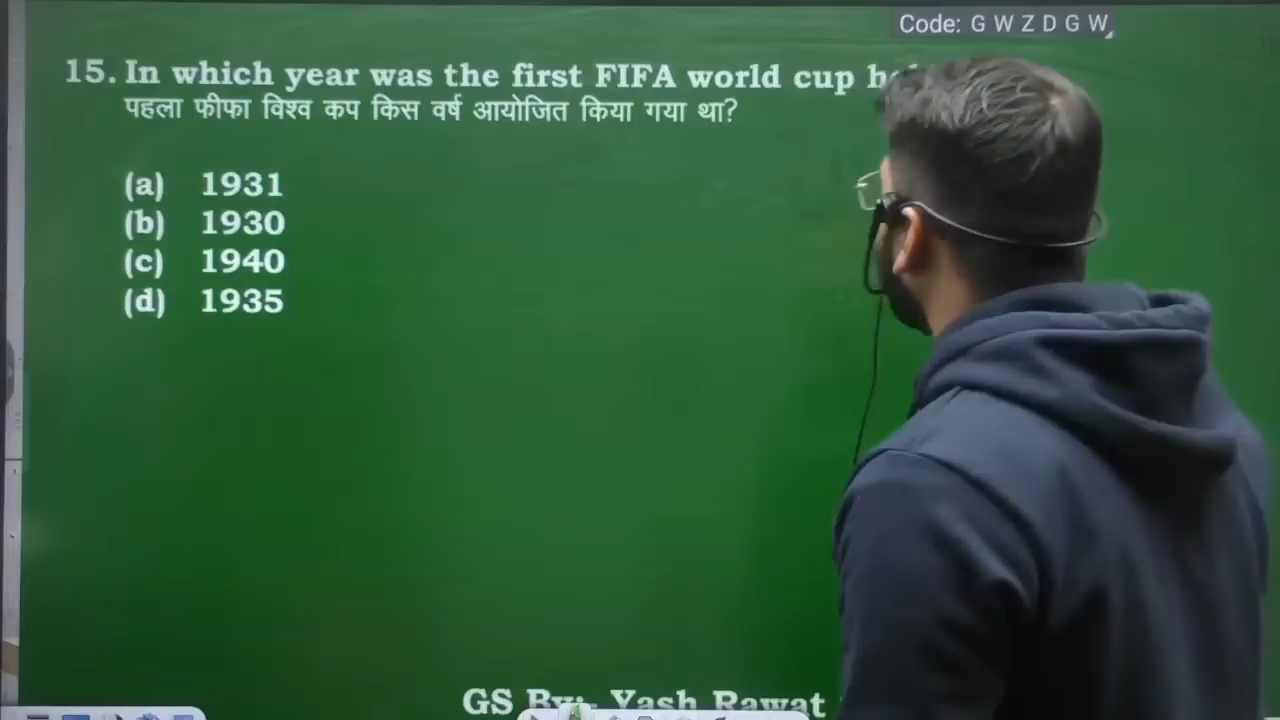 Code: G W Z D G W
15. In which year was the first FIFA world cup
पहला फीफा विश्व कप किस वर्ष आयोजित किया गया था?
(a) 1931
(b) 1930
(c) 1940
(d) 1935
GS By:- Yash Rawat